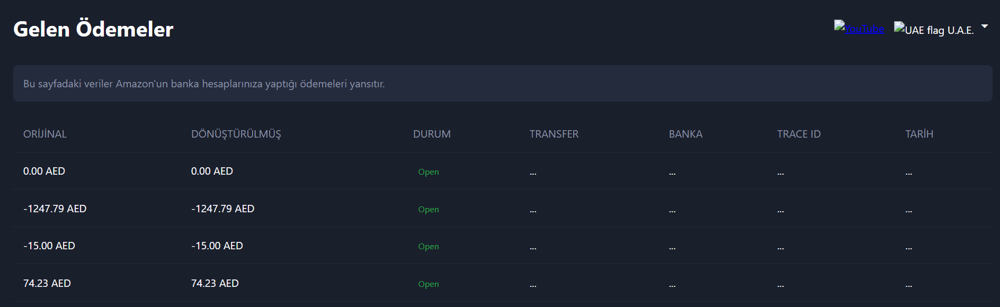 Gelen Ödemeler
YouTube
UAE flag U.A.E.
Bu sayfadaki veriler Amazon'un banka hesaplarınıza yaptığı ödemeleri yansıtır.
ORİJİNAL DÖNÜŞTÜRÜLMÜŞ DURUM TRANSFER BANKA TRACE ID TARİH
0.00 AED 0.00 AED Open ... ... ... ...
-1247.79 AED -1247.79 AED Open ... ... ... ...
-15.00 AED -15.00 AED Open ... ... ... ...
74.23 AED 74.23 AED Open ... ... ... ...